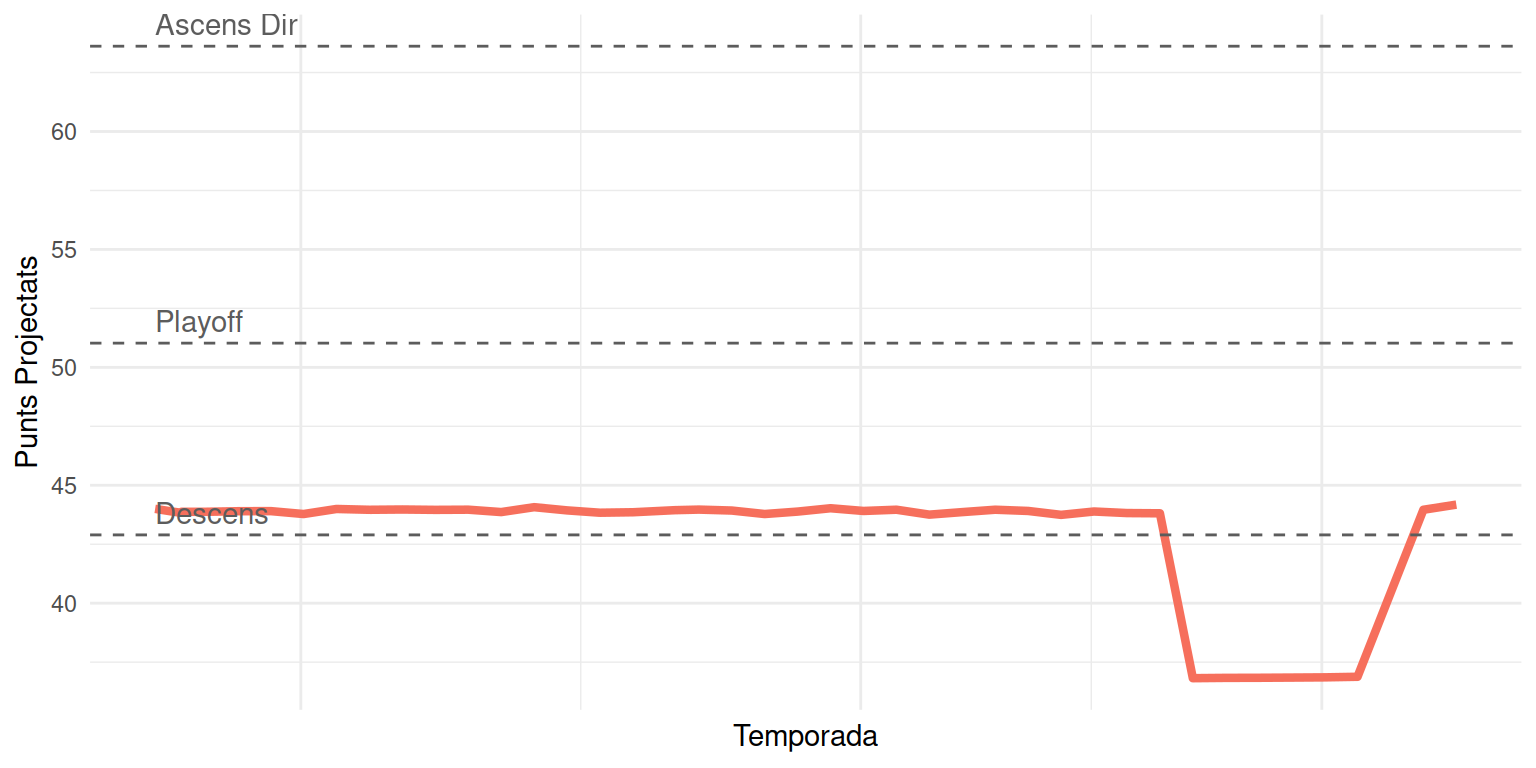 Ascens Dir
60
55
Playoff
50
45
Descens
40
Punts Projectats
Temporada